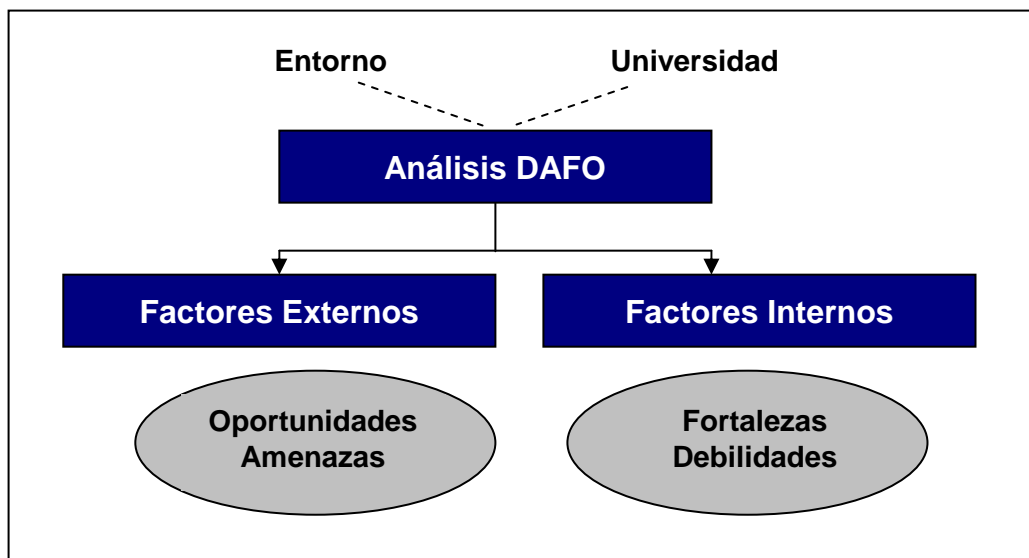 Entorno
Universidad
Análisis DAFO
Factores Externos
Factores Internos
Oportunidades
Amenazas
Fortalezas
Debilidades